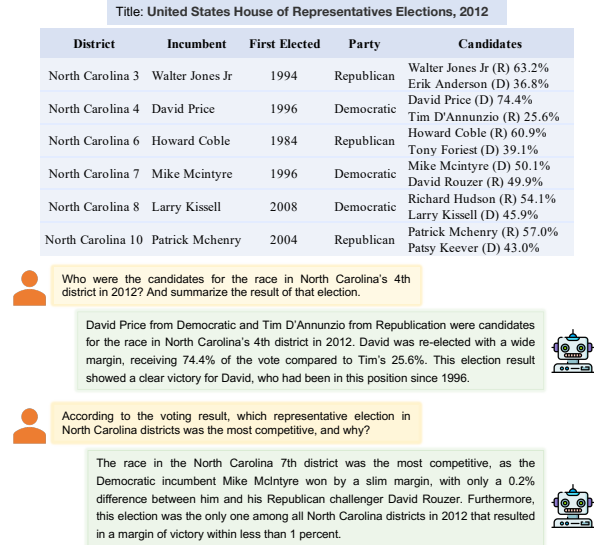 Title: United States House of Representatives Elections, 2012
District Incumbent First Elected Party Candidates
North Carolina 3 Walter Jones Jr 1994 Republican Walter Jones Jr (R) 63.2%
Erik Anderson (D) 36.8%
North Carolina 4 David Price 1996 Democratic David Price (D) 74.4%
Tim D'Annunzio (R) 25.6%
North Carolina 6 Howard Coble 1984 Republican Howard Coble (R) 60.9%
Tony Foriest (D) 39.1%
North Carolina 7 Mike Mcintyre 1996 Democratic Mike Mcintyre (D) 50.1%
David Rouzer (R) 49.9%
North Carolina 8 Larry Kissell 2008 Democratic Richard Hudson (R) 54.1%
Larry Kissell (D) 45.9%
North Carolina 10 Patrick Mchenry 2004 Republican Patrick Mchenry (R) 57.0%
Patsy Keever (D) 43.0%
Who were the candidates for the race in North Carolina's 4th
district in 2012? And summarize the result of that election.
David Price from Democratic and Tim D'Annunzio from Republication were candidates
for the race in North Carolina's 4th district in 2012. David was re-elected with a wide
margin, receiving 74.4% of the vote compared to Tim's 25.6%. This election result
showed a clear victory for David, who had been in this position since 1996.
According to the voting result, which representative election in
North Carolina districts was the most competitive, and why?
The race in the North Carolina 7th district was the most competitive, as the
Democratic incumbent Mike McIntyre won by a slim margin, with only a 0.2%
difference between him and his Republican challenger David Rouzer. Furthermore,
this election was the only one among all North Carolina districts in 2012 that resulted
in a margin of victory within less than 1 percent.